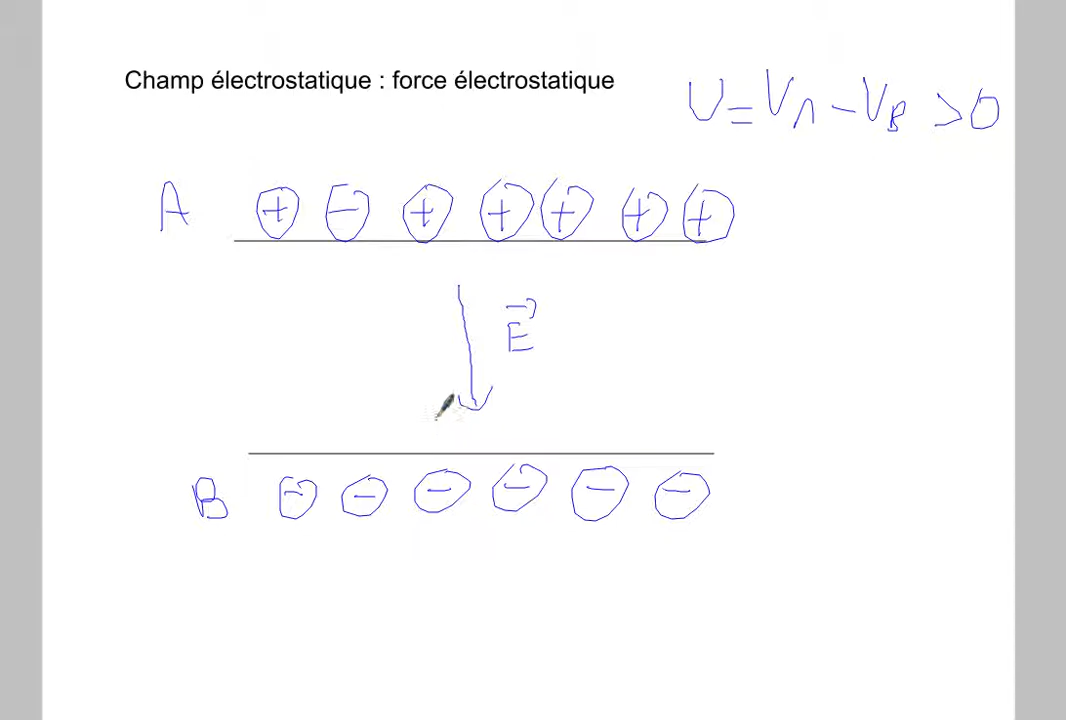 Champ électrostatique : force électrostatique
U = VA - VB > 0
A + - + + + + +
E
B - - - - - -